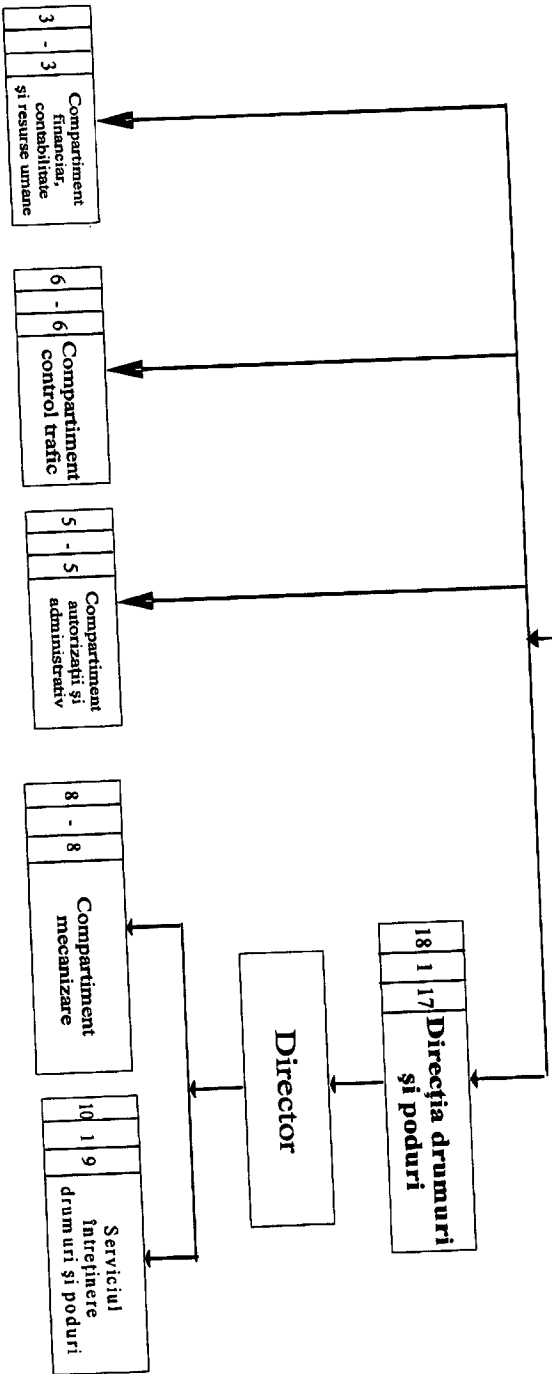 18 1 17
Direcția drumuri
și poduri
Director
3 - 3
Compartiment
financiar,
contabilitate
și resurse umane
6 - 6
Compartiment
control trafic
5 - 5
Compartiment
autorizații și
administrativ
8 - 8
Compartiment
mecanizare
10 1 9
Serviciul
întreținere
drumuri și poduri